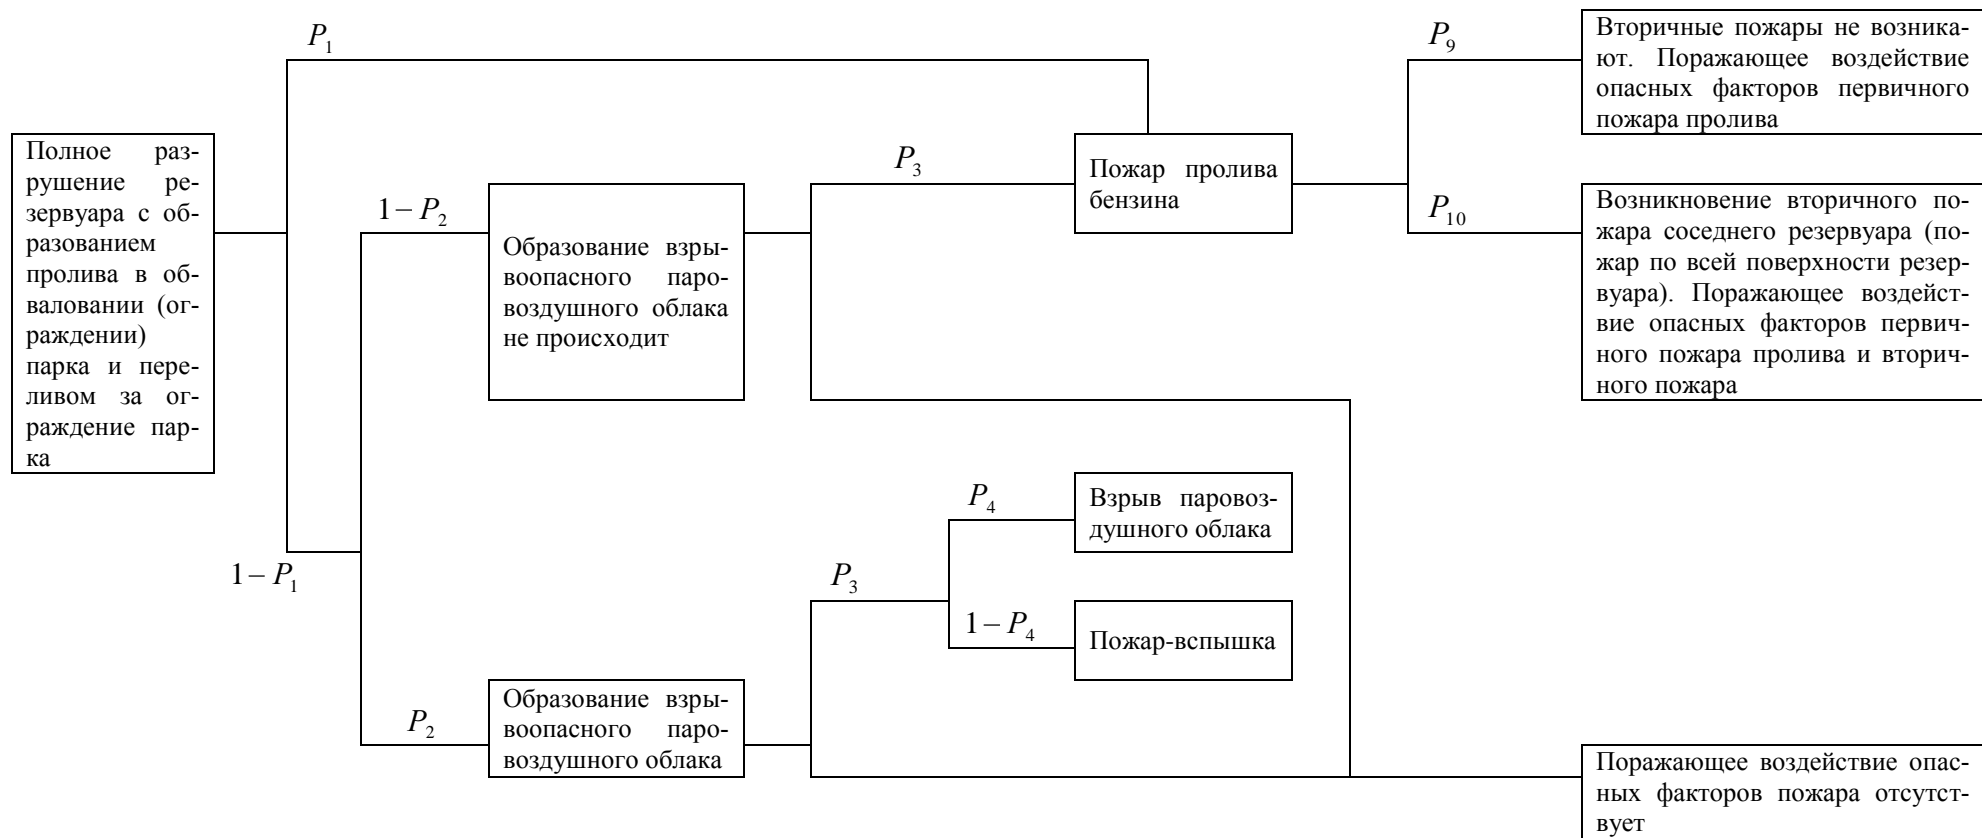 P₁
P₉
Вторичные пожары не возника-
ют. Поражающее воздействие
опасных факторов первичного
пожара пролива
Полное раз-
рушение ре-
зервуара с об-
разованием
пролива в об-
валовании (ог-
раждении)
парка и пере-
ливом за ог-
раждение пар-
ка
1 – P₂
Образование взры-
воопасного паро-
воздушного облака
не происходит
P₃
Пожар пролива
бензина
P₁₀
Возникновение вторичного по-
жара соседнего резервуара (по-
жар по всей поверхности резер-
вуара). Поражающее воздейст-
вие опасных факторов первич-
ного пожара пролива и вторич-
ного пожара
1 – P₁
P₃
P₄
Взрыв паровоз-
душного облака
1 – P₄
Пожар-вспышка
P₂
Образование взры-
воопасного паро-
воздушного облака
Поражающее воздействие опас-
ных факторов пожара отсутст-
вует